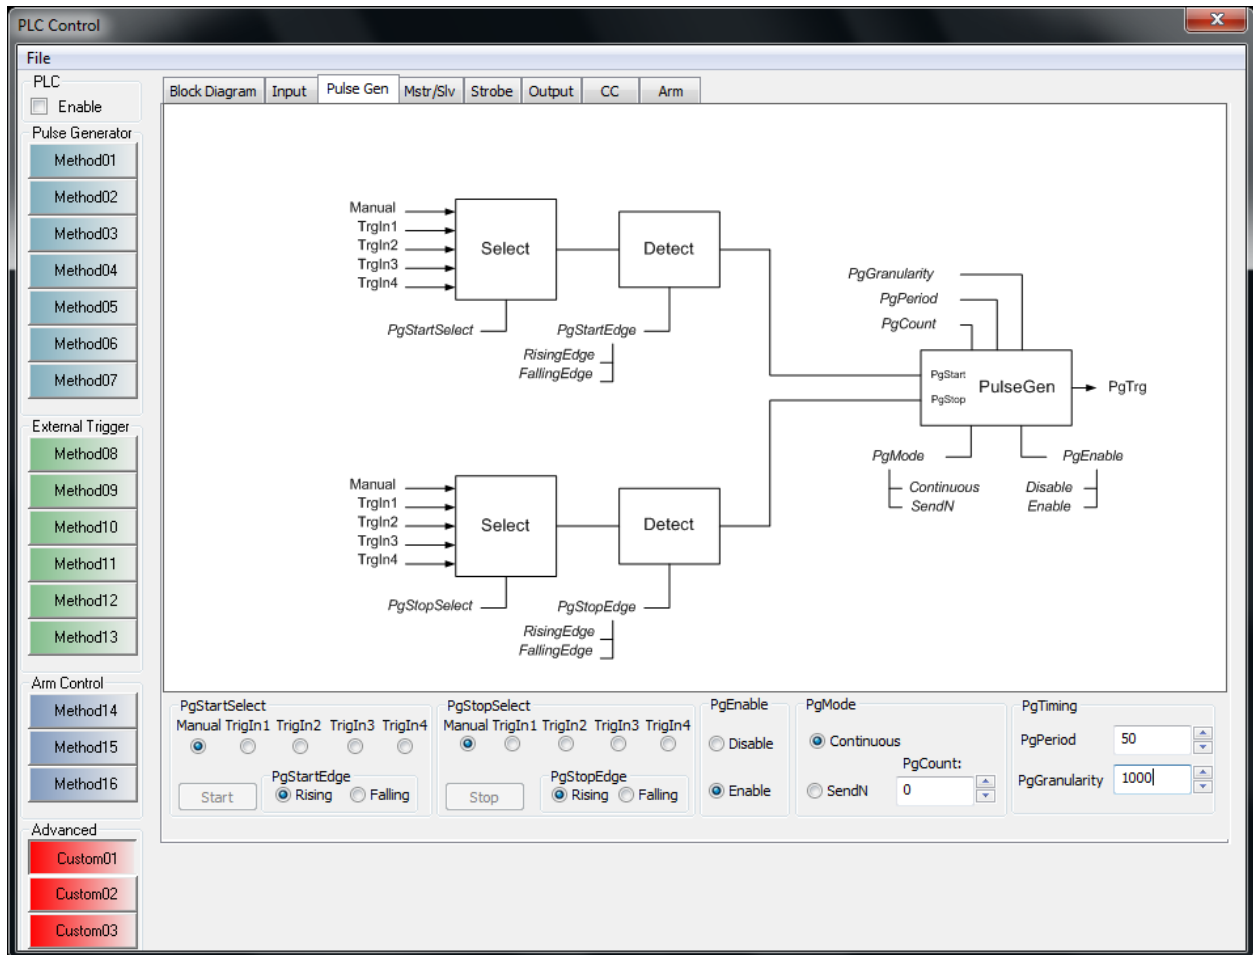 PLC Control
File
PLC
Enable
Pulse Generator
Method01
Method02
Method03
Method04
Method05
Method06
Method07
External Trigger
Method08
Method09
Method10
Method11
Method12
Method13
Arm Control
Method14
Method15
Method16
Advanced
Custom01
Custom02
Custom03
Block Diagram Input Pulse Gen Mstr/Slv Strobe Output CC Arm
Manual
TrgIn1
TrgIn2
TrgIn3
TrgIn4
Select
Detect
PgStartSelect
PgStartEdge
RisingEdge
FallingEdge
PgGranularity
PgPeriod
PgCount
PgStart
PgStop
PulseGen
PgTrg
PgMode
Continuous
SendN
PgEnable
Disable
Enable
Manual
TrgIn1
TrgIn2
TrgIn3
TrgIn4
Select
Detect
PgStopSelect
PgStopEdge
RisingEdge
FallingEdge
PgStartSelect
Manual TrigIn1 TrigIn2 TrigIn3 TrigIn4
Start
PgStartEdge
Rising Falling
PgStopSelect
Manual TrigIn1 TrigIn2 TrigIn3 TrigIn4
Stop
PgStopEdge
Rising Falling
PgEnable
Disable
Enable
PgMode
Continuous
PgCount:
SendN 0
PgTiming
PgPeriod 50
PgGranularity 1000